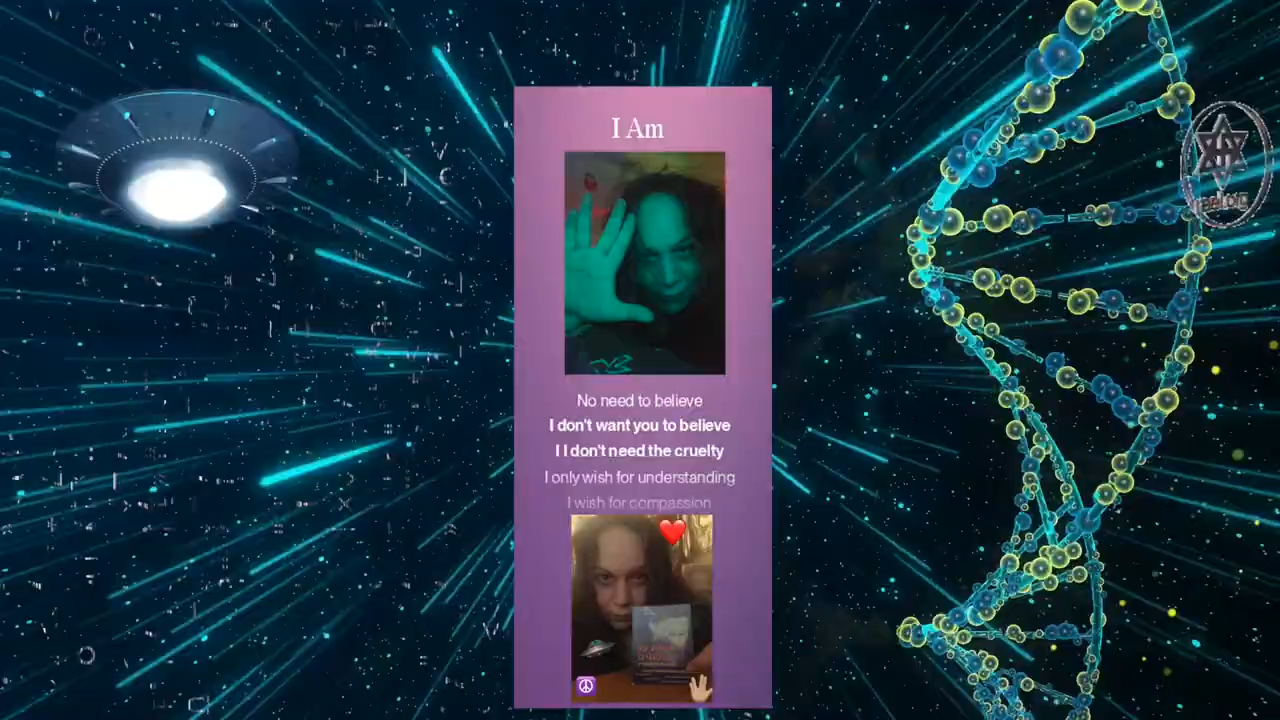 I Am
No need to believe
I don't want you to believe
I I don't need the cruelty
I only wish for understanding
I wish for compassion